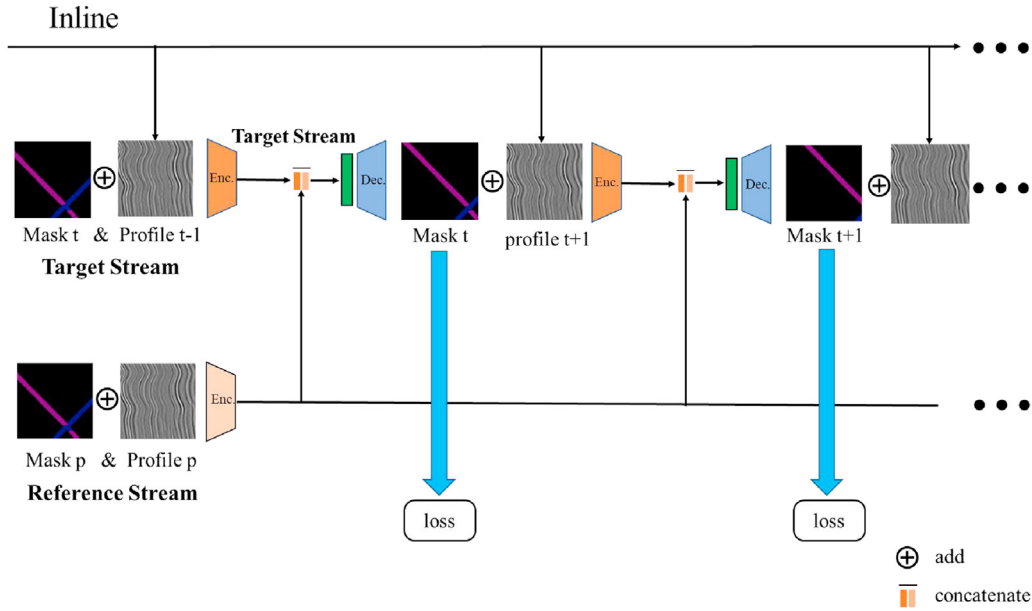 Inline
Target Stream
Enc.
Dec.
Enc.
Dec.
Mask t & Profile t-1
Mask t
profile t+1
Mask t+1
Target Stream
Enc.
Mask p & Profile p
Reference Stream
loss
loss
add
concatenate